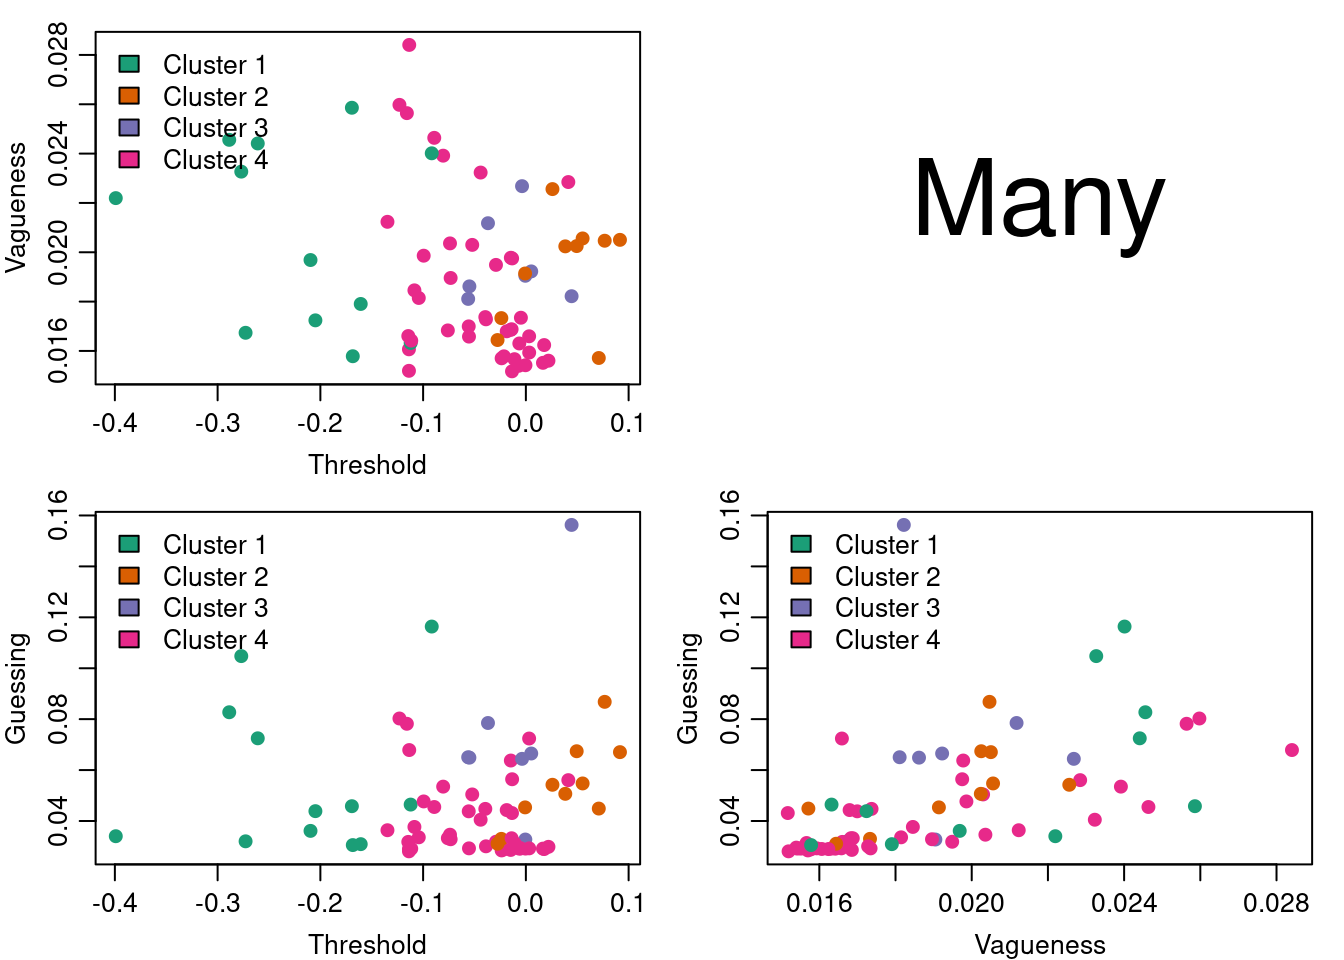 Vagueness
0.028
0.024
0.020
0.016
Cluster 1
Cluster 2
Cluster 3
Cluster 4
-0.4 -0.3 -0.2 -0.1 0.0 0.1
Threshold
Many
Guessing
0.16
0.12
0.08
0.04
Cluster 1
Cluster 2
Cluster 3
Cluster 4
-0.4 -0.3 -0.2 -0.1 0.0 0.1
Threshold
Guessing
0.16
0.12
0.08
0.04
Cluster 1
Cluster 2
Cluster 3
Cluster 4
0.016 0.020 0.024 0.028
Vagueness